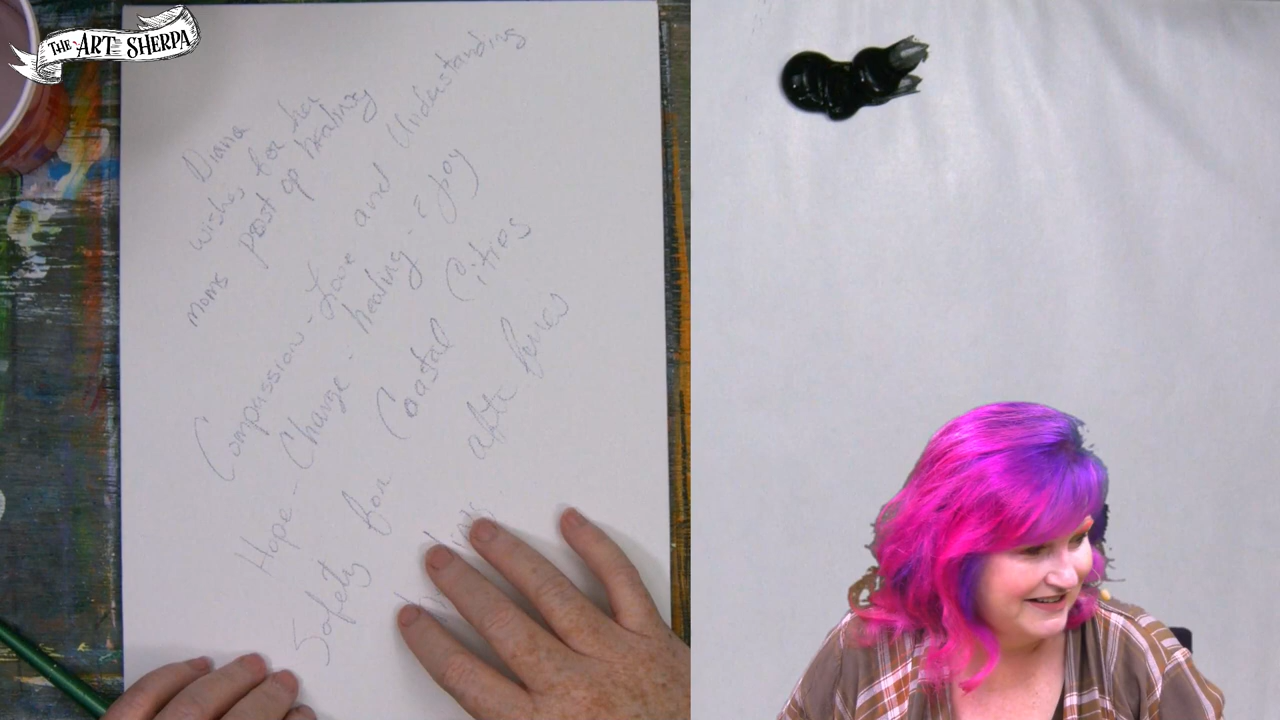 THE ART SHERPA
Diana
wishes for her
moms post op healing
Compassion - Love and Understanding
Hope - Change - healing - Joy
Safety for Coastal Cities
after